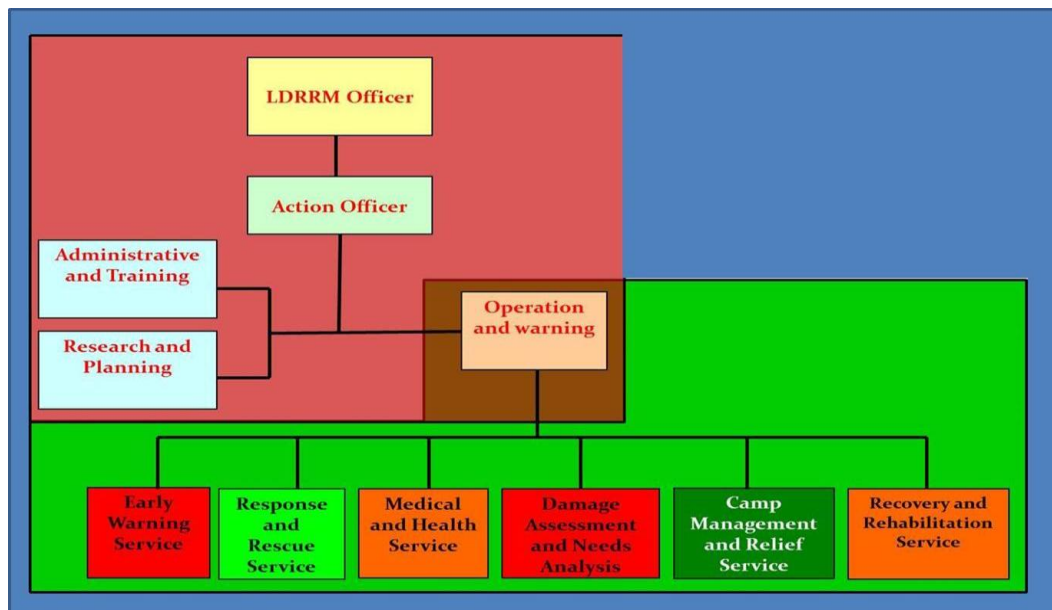 LDRRM Officer
Action Officer
Administrative
and Training
Research and
Planning
Operation
and warning
Early
Warning
Service
Response
and
Rescue
Service
Medical
and Health
Service
Damage
Assessment
and Needs
Analysis
Camp
Management
and Relief
Service
Recovery and
Rehabilitation
Service